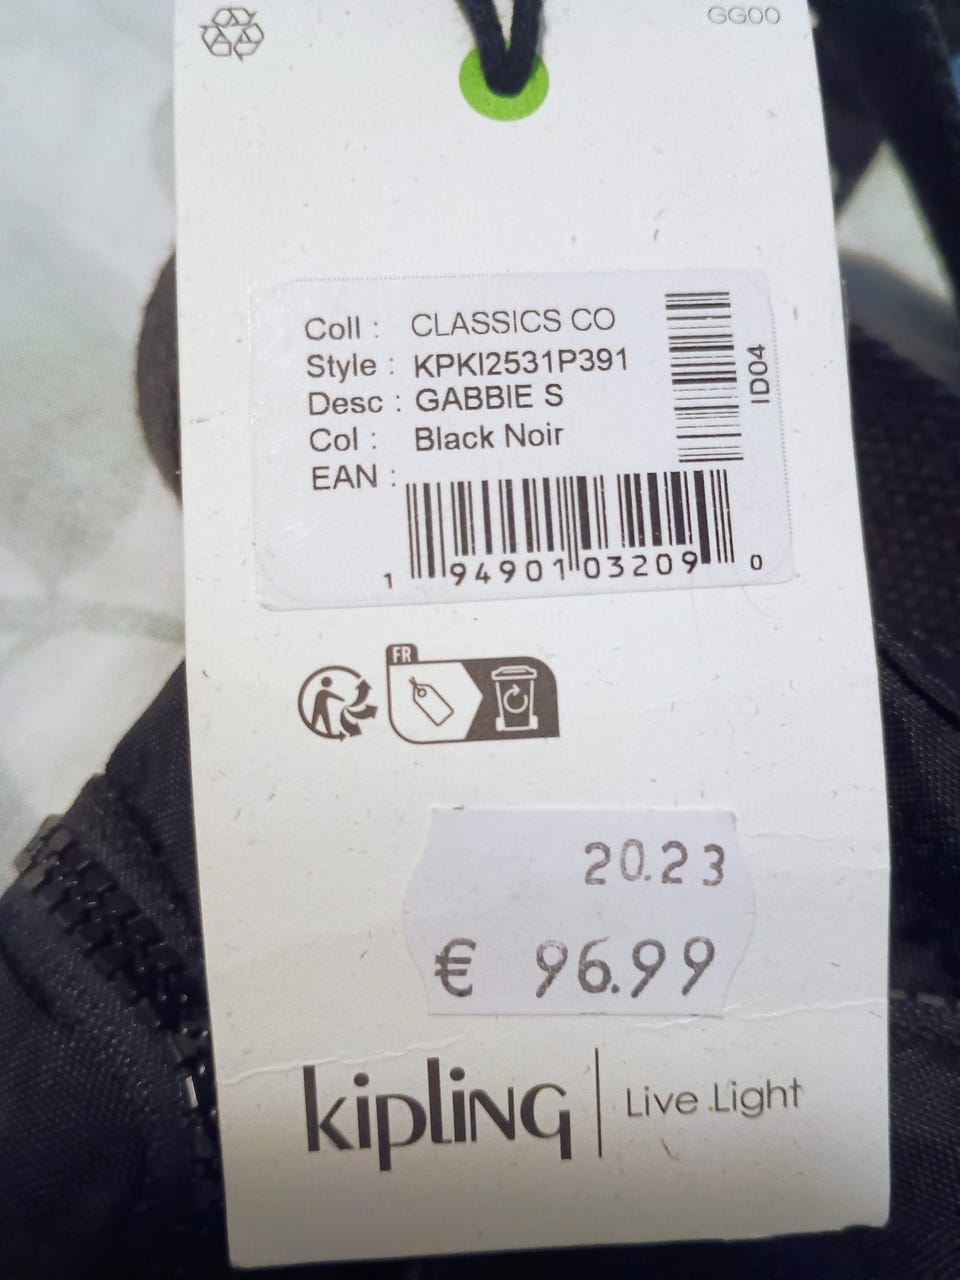 GG00
Coll : CLASSICS CO
Style : KPKI2531P391
Desc : GABBIE S
Col : Black Noir
EAN :
ID04
1 94901 03209 0
FR
20.23
€ 96.99
kipling | Live.Light